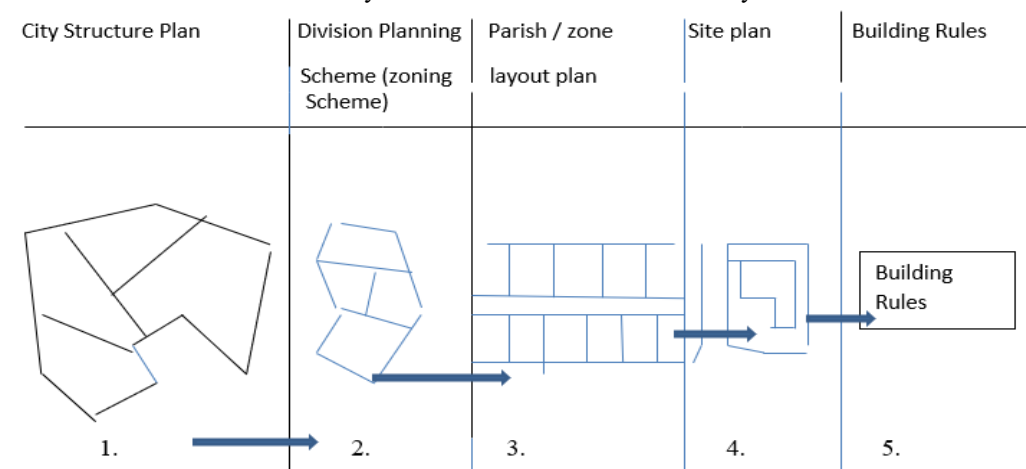 City Structure Plan
Division Planning
Scheme (zoning
Scheme)
Parish / zone
layout plan
Site plan
Building Rules
Building
Rules
1.
2.
3.
4.
5.